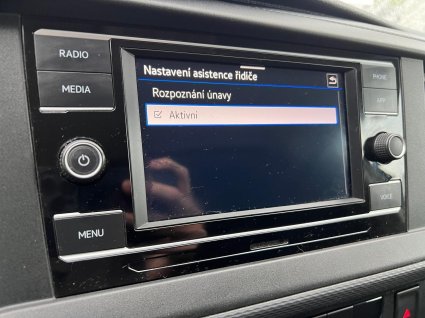 RADIO
MEDIA
MENU
Nastavení asistence řidiče
Rozpoznání únavy
Aktivní
PHONE
APP
VOICE